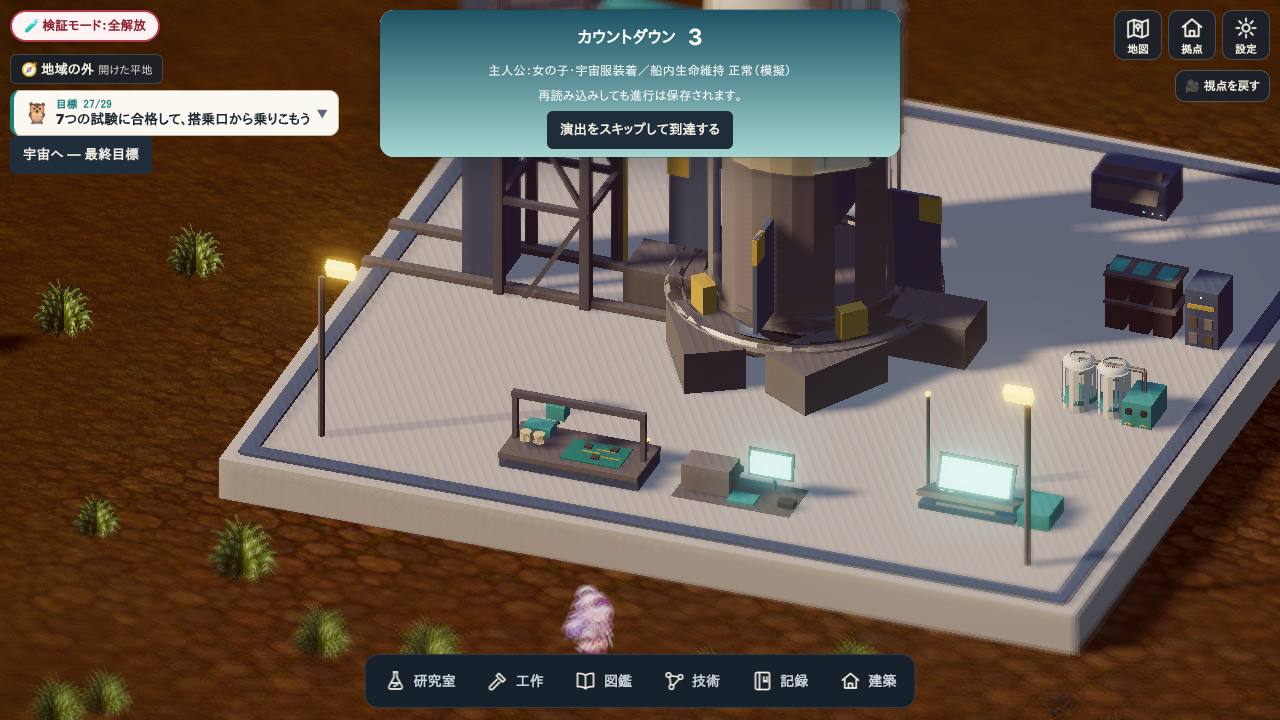 検証モード:全解放
地域の外 開けた平地
目標 27/29
7つの試験に合格して、搭乗口から乗りこもう
宇宙へ — 最終目標
カウントダウン 3
主人公:女の子・宇宙服装着/船内生命維持 正常(模擬)
再読み込みしても進行は保存されます。
演出をスキップして到達する
地図
拠点
設定
視点を戻す
研究室
工作
図鑑
技術
記録
建築